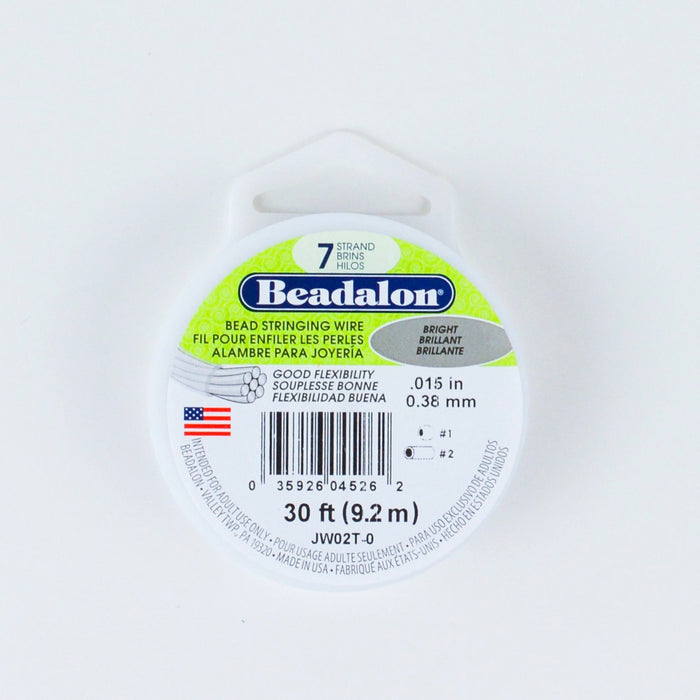 7 STRAND
BRINS
HILOS
Beadalon®
BEAD STRINGING WIRE
FIL POUR ENFILER LES PERLES
ALAMBRE PARA JOYERÍA
BRIGHT
BRILLANT
BRILLANTE
GOOD FLEXIBILITY
SOUPLESSE BONNE
FLEXIBILIDAD BUENA
.015 in
0.38 mm
#1
#2
0 35926 04526 2
30 ft (9.2 m)
JW02T-0
INTENDED FOR ADULT USE ONLY • POUR USAGE ADULTE SEULEMENT • PARA USO EXCLUSIVO DE ADULTOS
BEADALON • VALLEY TWP., PA 19320 • MADE IN USA • FABRIQUÉ AUX ÉTATS-UNIS • HECHO EN ESTADOS UNIDOS